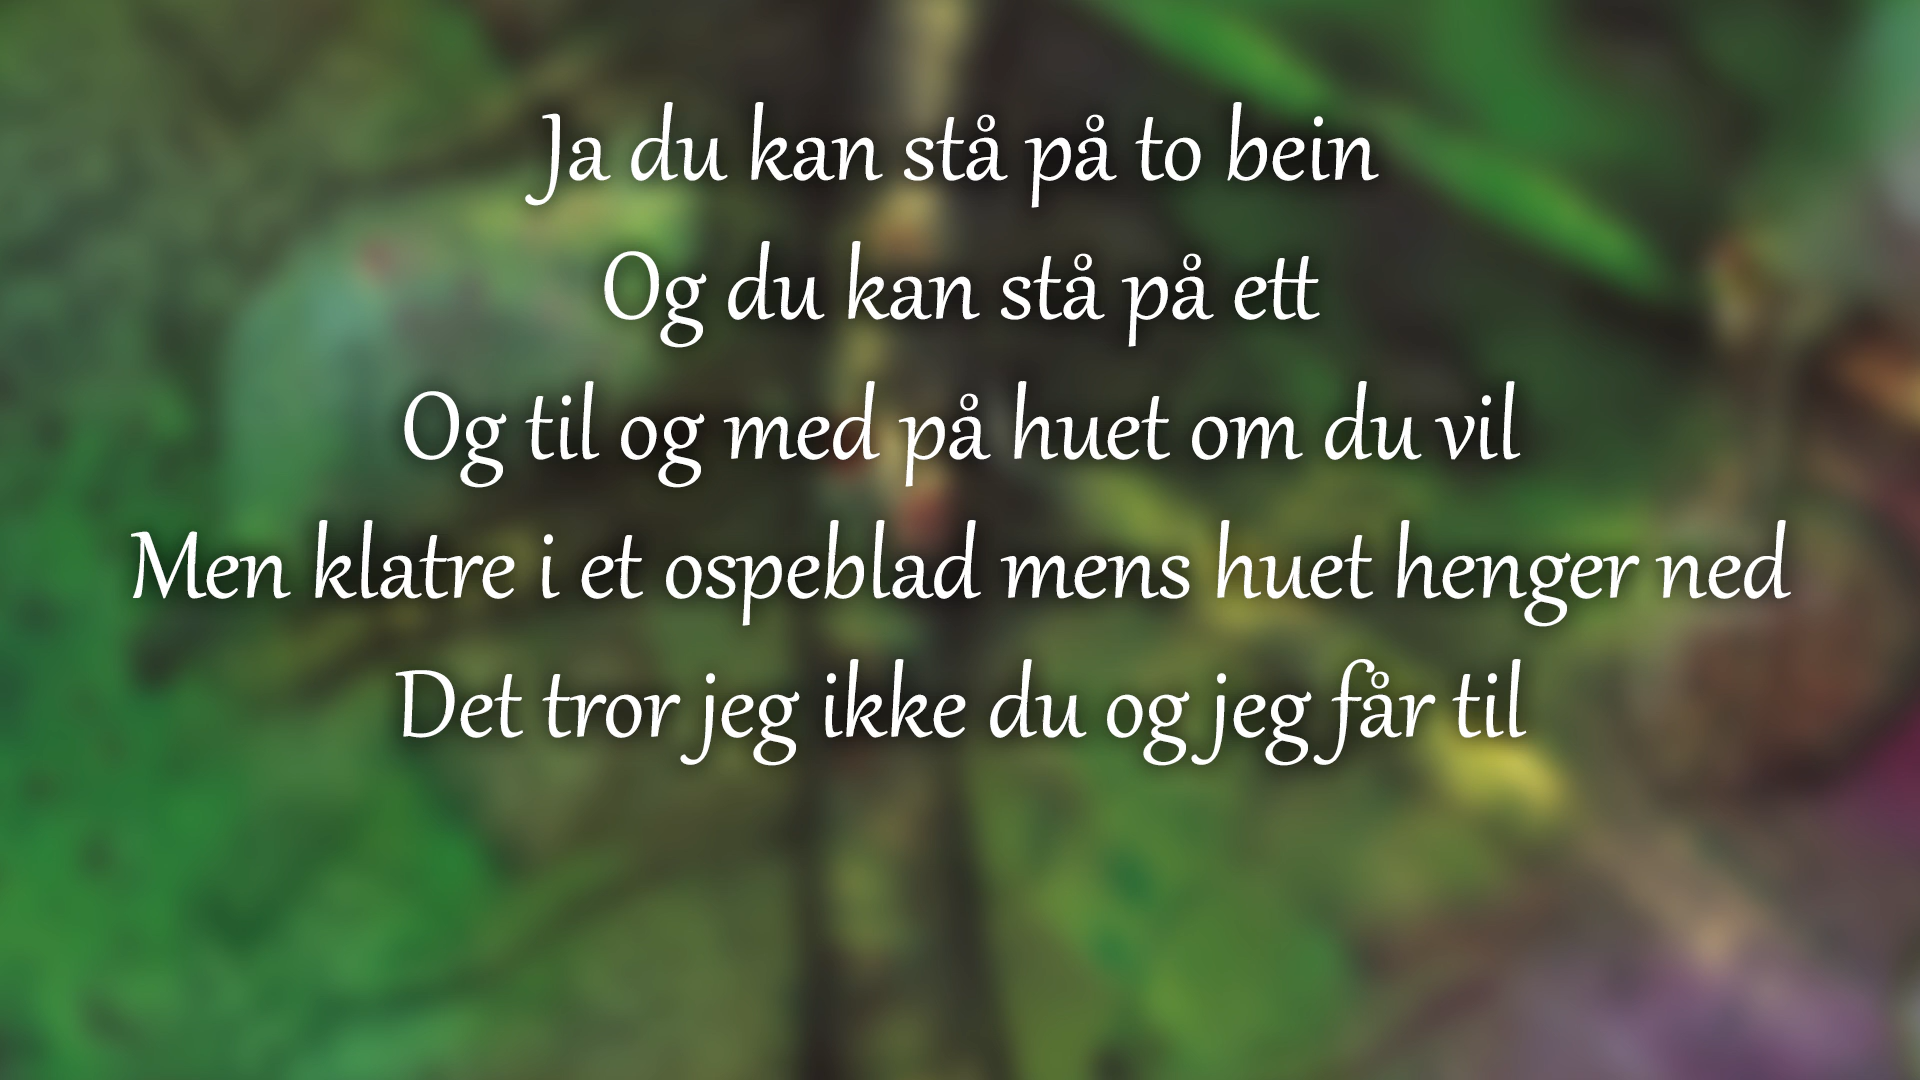 Ja du kan stå på to bein
Og du kan stå på ett
Og til og med på huet om du vil
Men klatre i et ospeblad mens huet henger ned
Det tror jeg ikke du og jeg får til